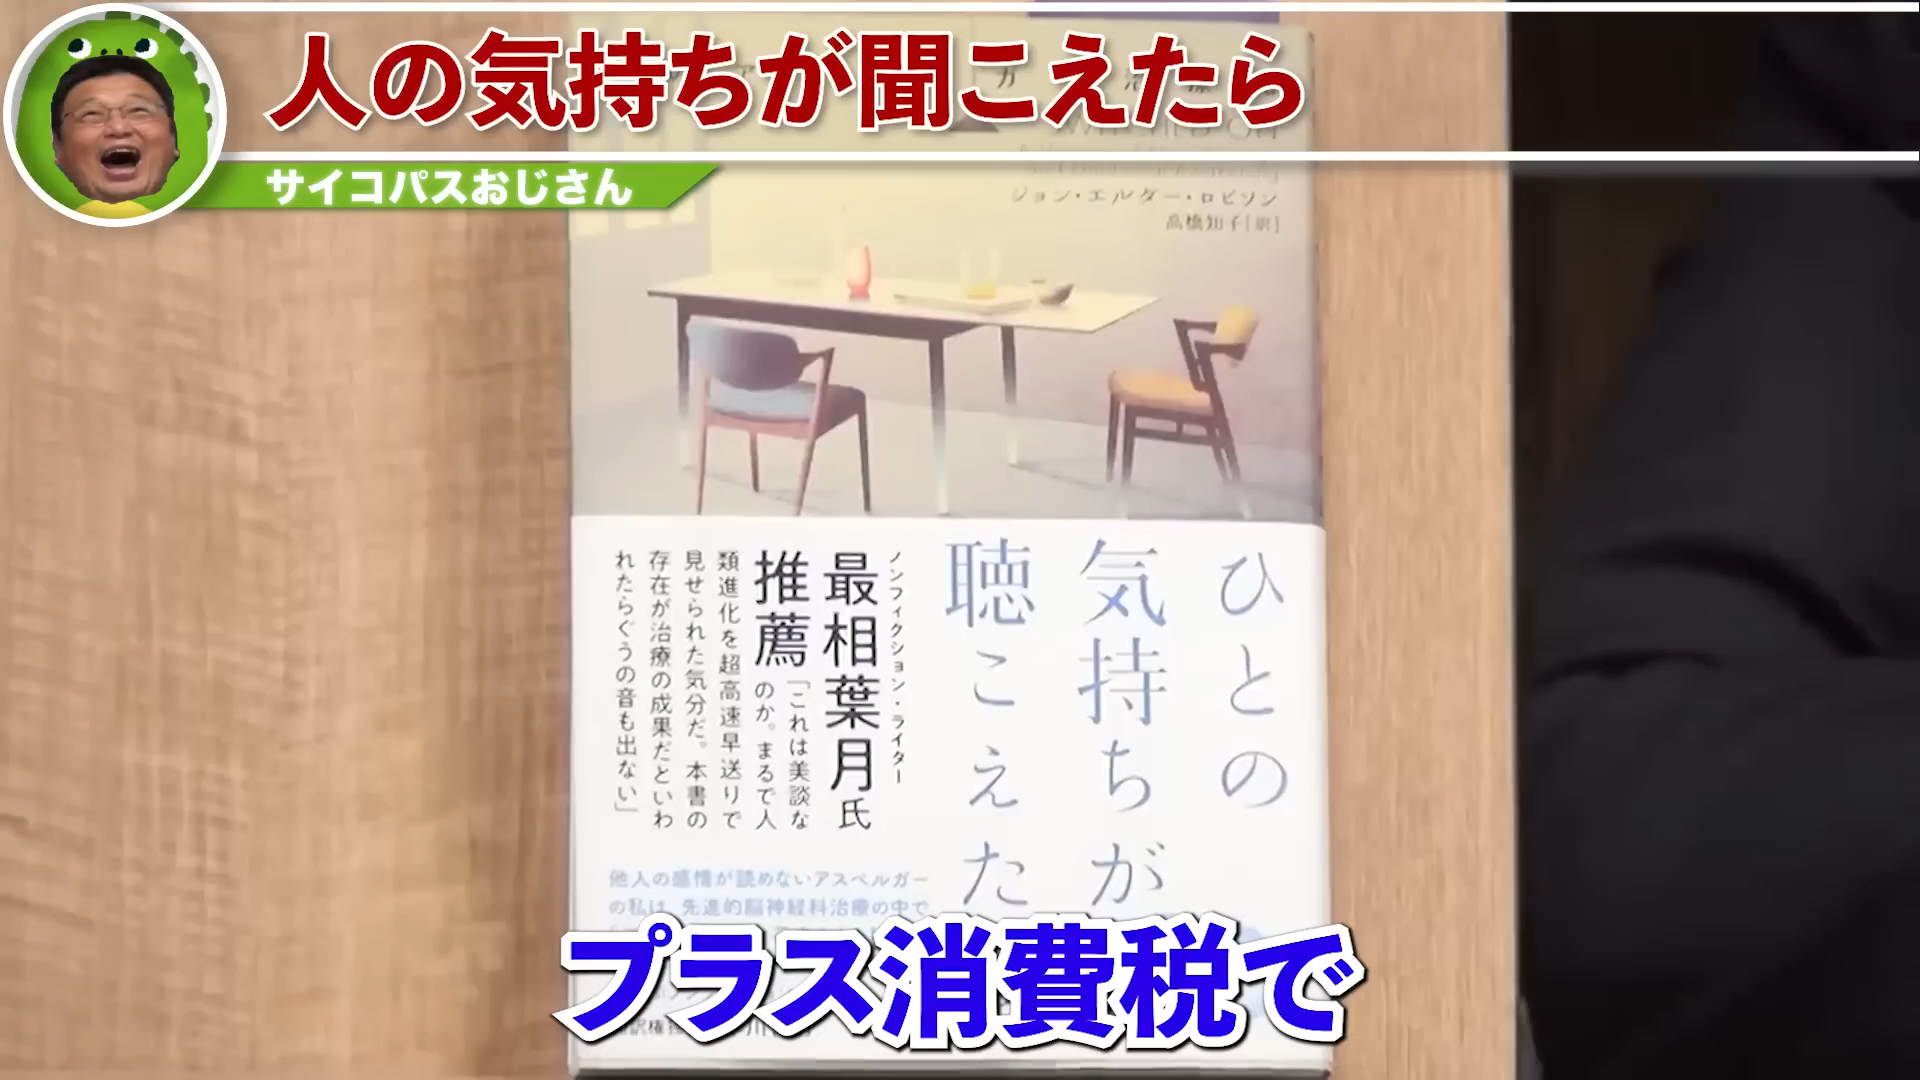 人の気持ちが聞こえたら
サイコパスおじさん
ジョン・エルダー・ロビソン
高橋知子[訳]
ひとの
気持ちが
聴こえた
ノンフィクション・ライター
最相葉月氏
推薦
「これは美談な
のか。まるで人
類進化を超高速早送りで
見せられた気分だ。本書の
存在が治療の成果だといわ
れたらぐうの音も出ない」
他人の感情が読めないアスペルガー
の私は、先進的脳神経科治療の中で
プラス消費税で